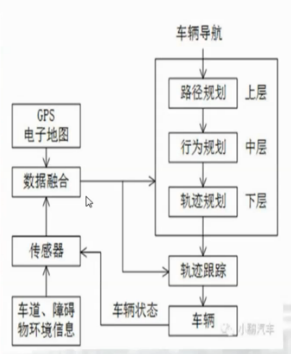 车辆导航
路径规划 上层
GPS
电子地图
行为规划 中层
数据融合
轨迹规划 下层
传感器
轨迹跟踪
车道、障碍
物环境信息
车辆状态
车辆
小鹏汽车